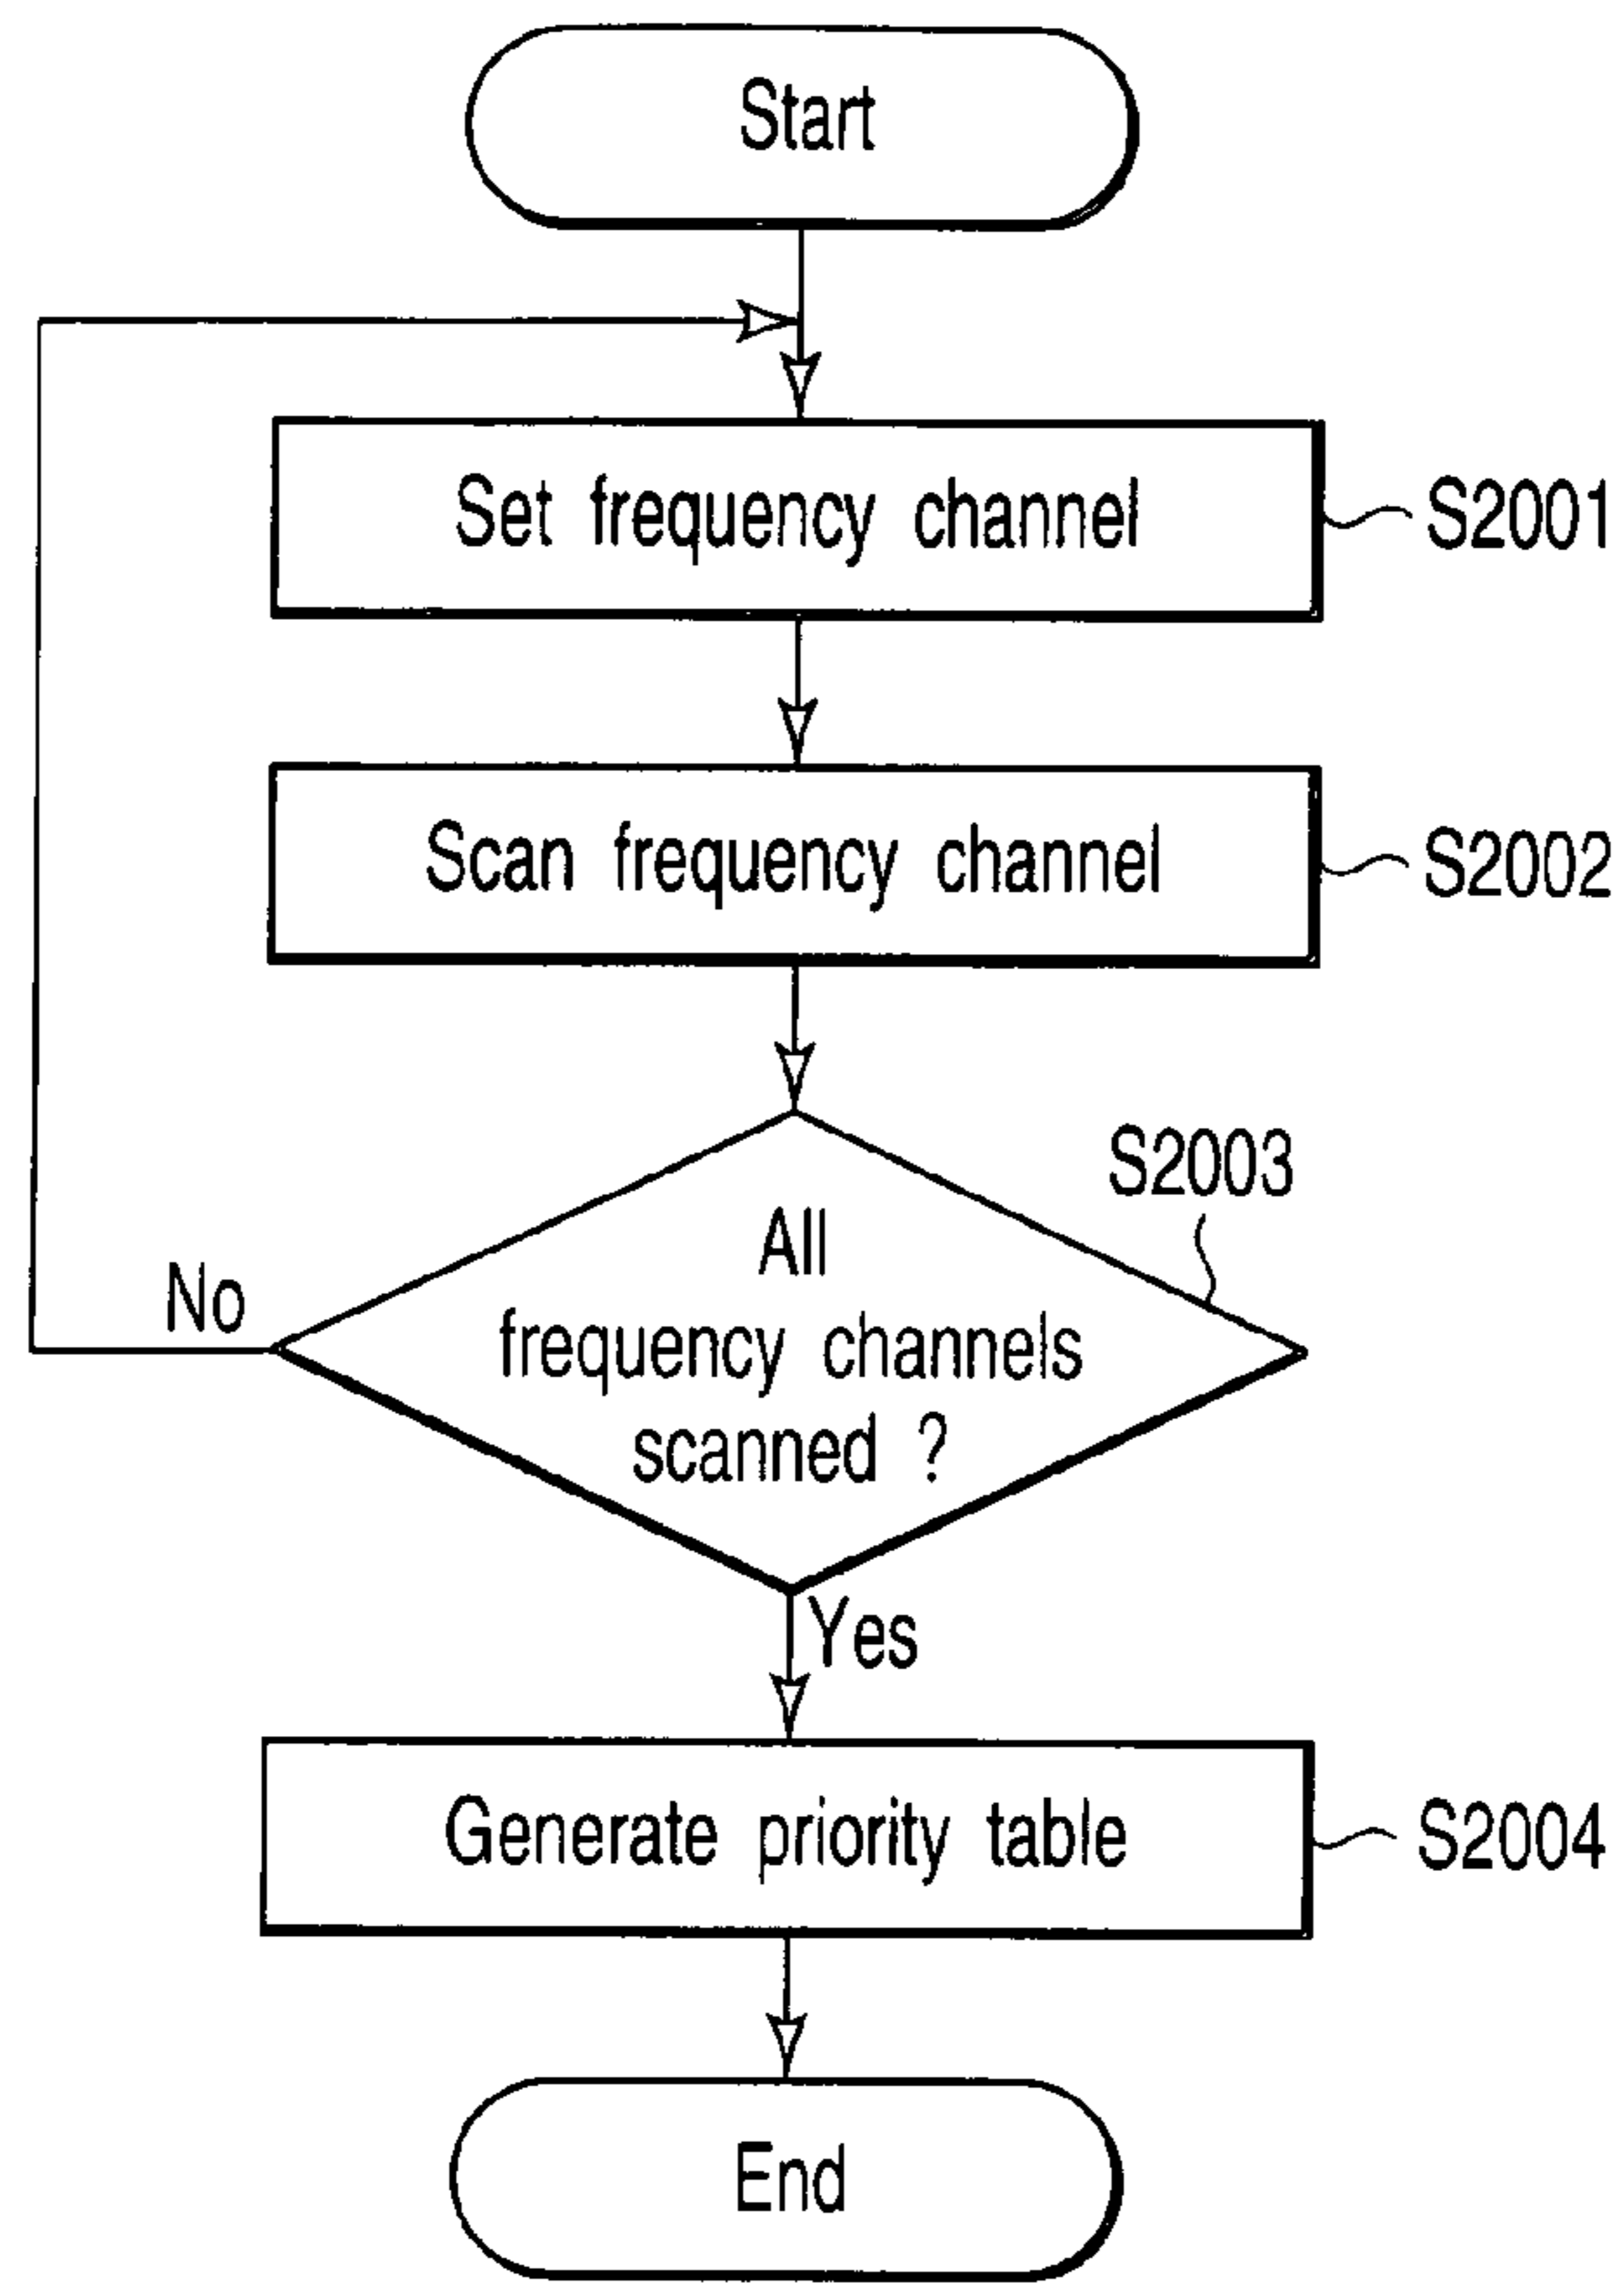 Start
Set frequency channel
S2001
Scan frequency channel
S2002
S2003
All
frequency channels
scanned ?
No
Yes
Generate priority table
S2004
End